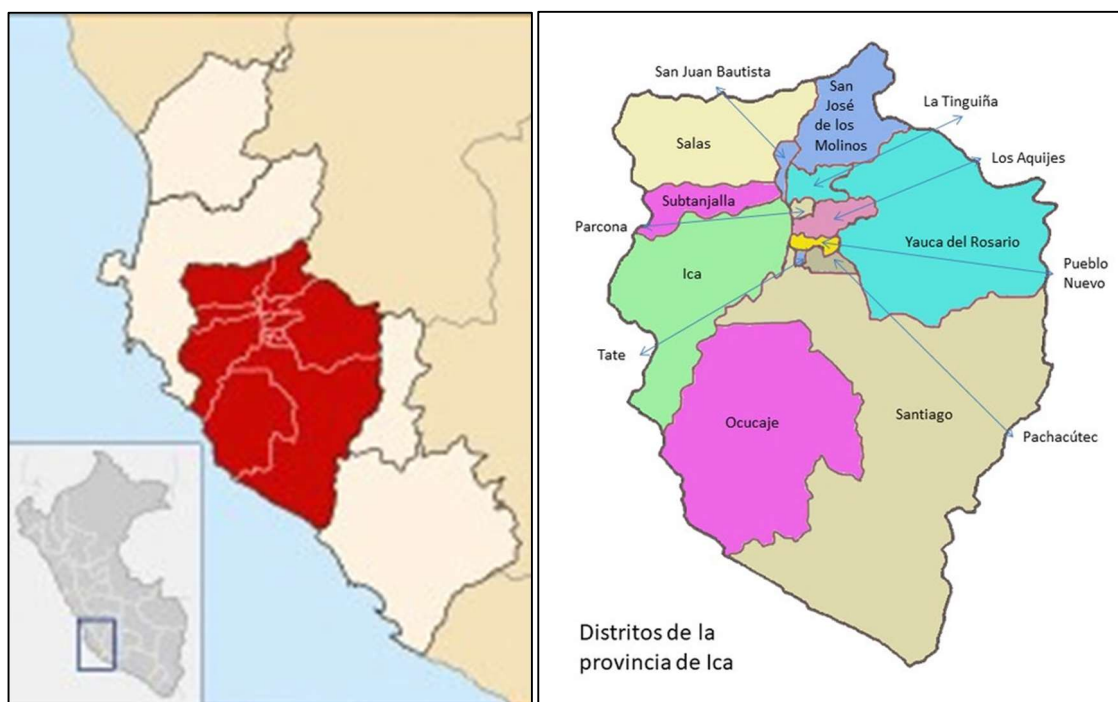 San Juan Bautista
San
José
de los
Molinos
La Tinguiña
Salas
Los Aquijes
Subtanjalla
Parcona
Yauca del Rosario
Ica
Pueblo
Nuevo
Tate
Santiago
Ocucaje
Pachacútec
Distritos de la
provincia de Ica